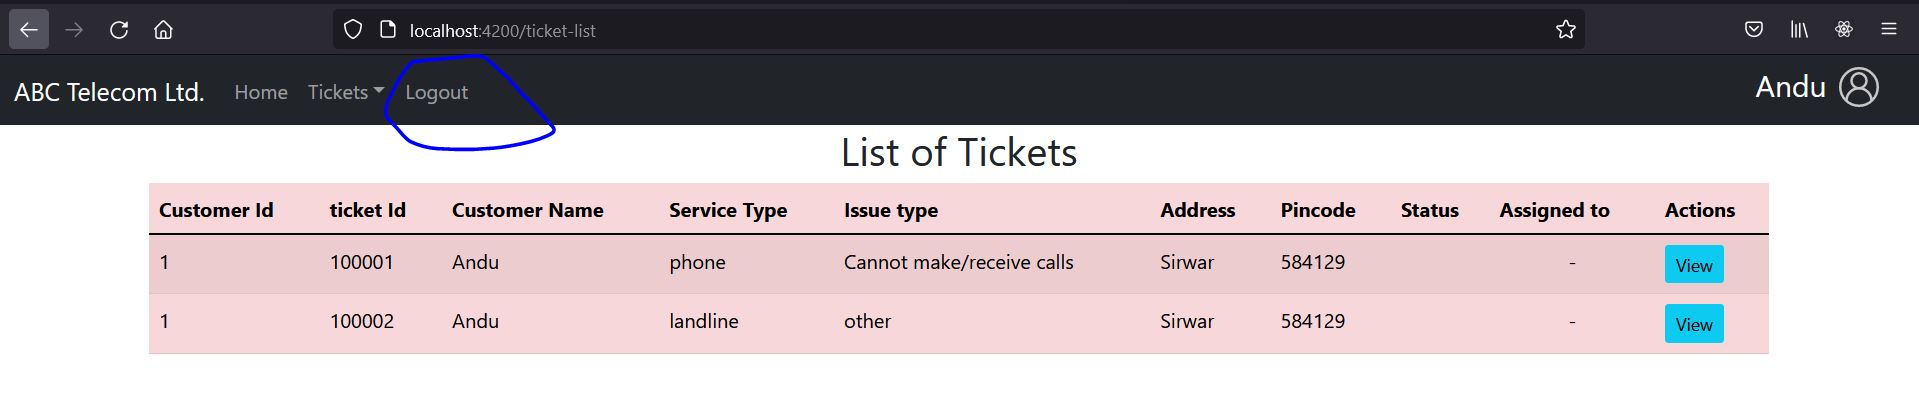 localhost:4200/ticket-list
ABC Telecom Ltd. Home Tickets Logout Andu
List of Tickets
Customer Id ticket Id Customer Name Service Type Issue type Address Pincode Status Assigned to Actions
1 100001 Andu phone Cannot make/receive calls Sirwar 584129 - View
1 100002 Andu landline other Sirwar 584129 - View